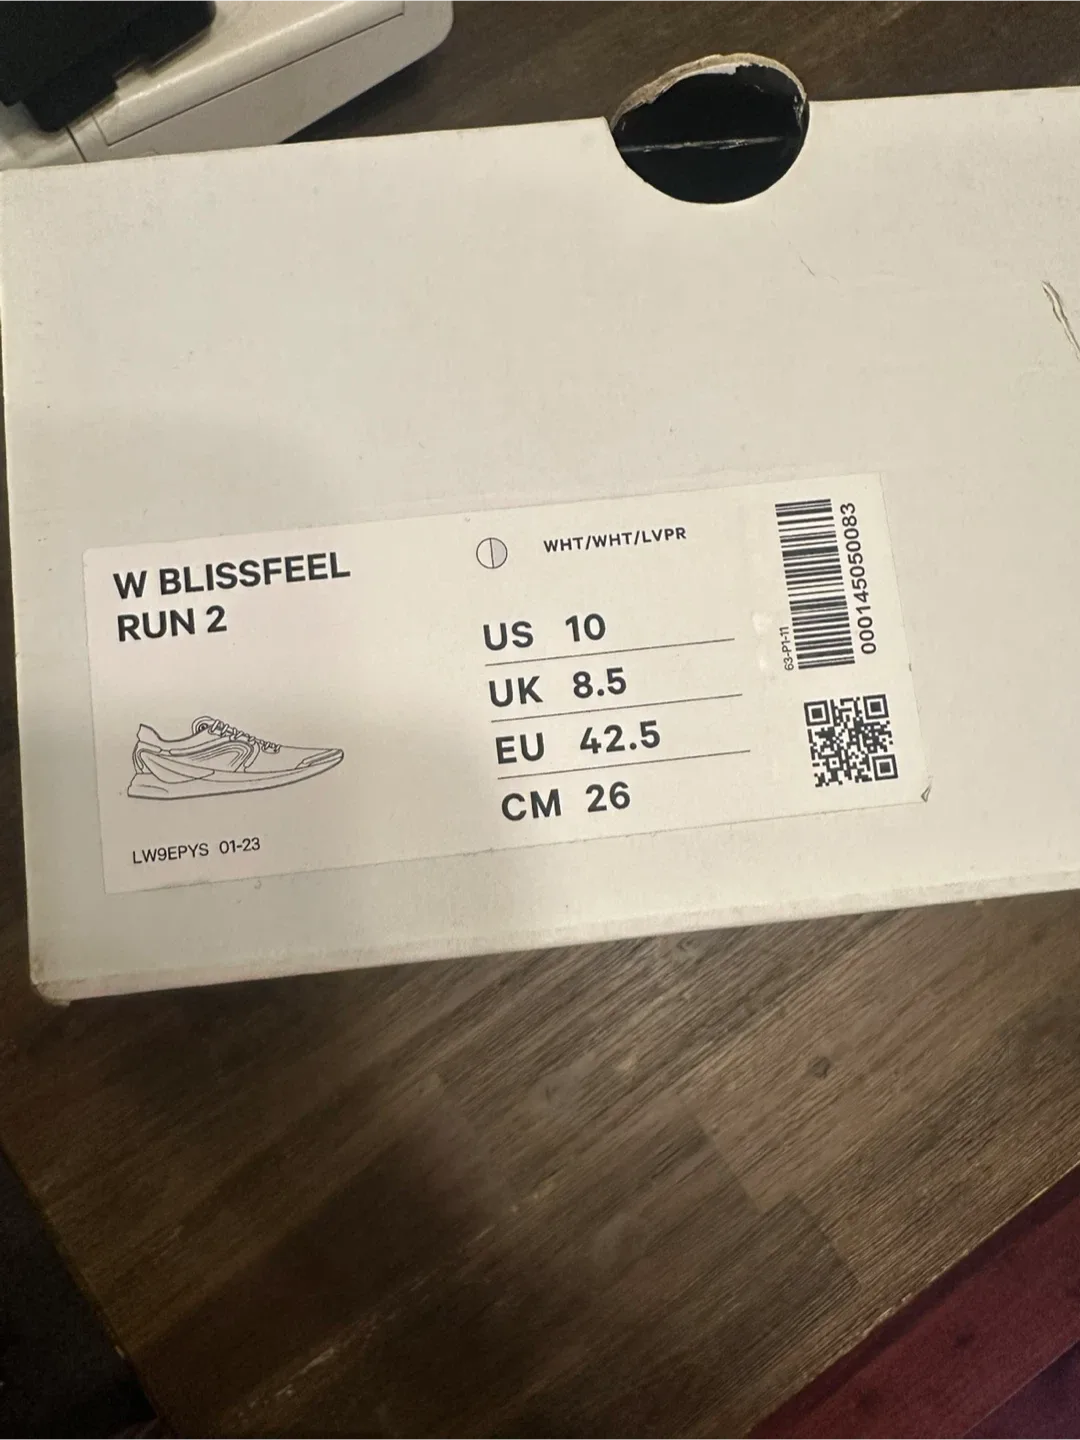 W BLISSFEEL
RUN 2
WHT/WHT/LVPR
US 10
UK 8.5
EU 42.5
CM 26
LW9EPYS 01-23
63-P1-11
000145050083